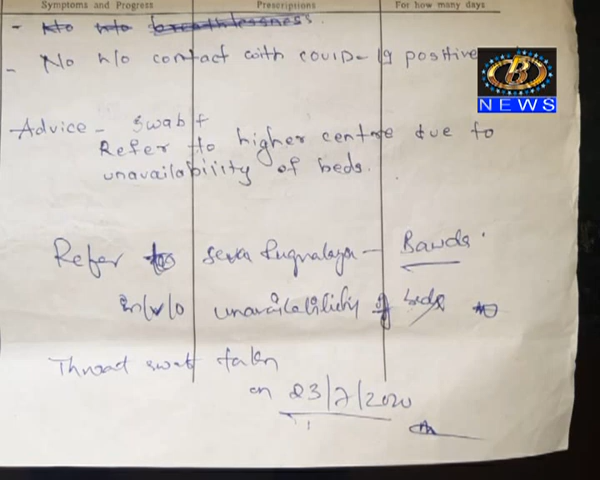 Symptoms and Progress Prescriptions For how many days
- No h/o breathlessness.
- No h/o contact with COVID-19 positive
B
NEWS
Advice - swab f
Refer to higher centre due to
unavailability of beds.
Refer to Seva Rugnalaya - Bawda.
i/v/o unavailability of beds
Throat swab taken
on 23/7/2020